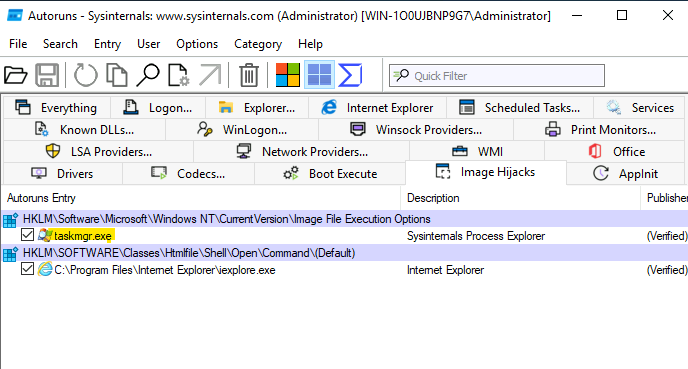 Autoruns - Sysinternals: www.sysinternals.com (Administrator) [WIN-1O0UJBNP9G7\Administrator]
File Search Entry User Options Category Help
Quick Filter
Everything Logon... Explorer... Internet Explorer Scheduled Tasks... Services
Known DLLs... WinLogon... Winsock Providers... Print Monitors...
LSA Providers... Network Providers... WMI Office
Drivers Codecs... Boot Execute Image Hijacks AppInit
Autoruns Entry Description Publisher
HKLM\Software\Microsoft\Windows NT\CurrentVersion\Image File Execution Options
taskmgr.exe Sysinternals Process Explorer (Verified)
HKLM\SOFTWARE\Classes\Htmlfile\Shell\Open\Command\(Default)
C:\Program Files\Internet Explorer\iexplore.exe Internet Explorer (Verified)